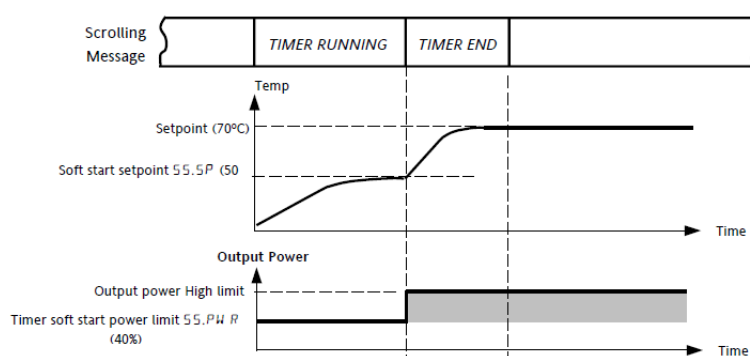 Scrolling
Message
TIMER RUNNING
TIMER END
Temp
Setpoint (70ºC)
Soft start setpoint SS.SP (50
Time
Output Power
Output power High limit
Timer soft start power limit SS.PW R
(40%)
Time